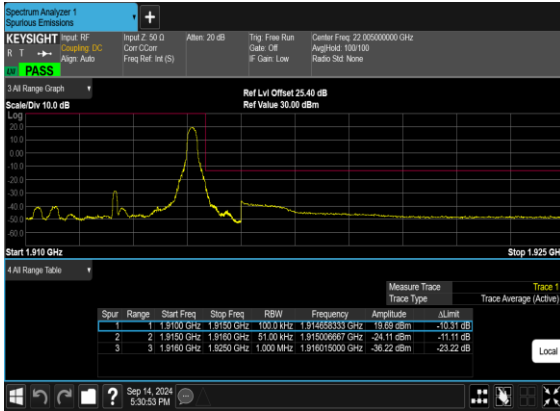 Spectrum Analyzer 1
Spurious Emissions
KEYSIGHT Input: RF Input Z: 50 Ω Atten: 20 dB Trig: Free Run Center Freq: 22.005000000 GHz
R T Coupling: DC Corr CCorr Gate: Off Avg|Hold: 100/100
Align: Auto Freq Ref: Int (S) IF Gain: Low Radio Std: None
PASS
3 All Range Graph
Ref Lvl Offset 25.40 dB
Scale/Div 10.0 dB Ref Value 30.00 dBm
Log
20.0
10.0
0.00
-10.0
-20.0
-30.0
-40.0
-50.0
-60.0
Start 1.910 GHz Stop 1.925 GH
4 All Range Table
Measure Trace Trace 1
Trace Type Trace Average (Active)
Spur Range Start Freq Stop Freq RBW Frequency Amplitude ΔLimit
1 1 1.9100 GHz 1.9150 GHz 100.0 kHz 1.914658333 GHz 19.69 dBm -10.31 dB
2 2 1.9150 GHz 1.9160 GHz 51.00 kHz 1.915006667 GHz -24.11 dBm -11.11 dB
3 3 1.9160 GHz 1.9250 GHz 1.000 MHz 1.916015000 GHz -36.22 dBm -23.22 dB
Local
Sep 14, 2024
5:30:53 PM